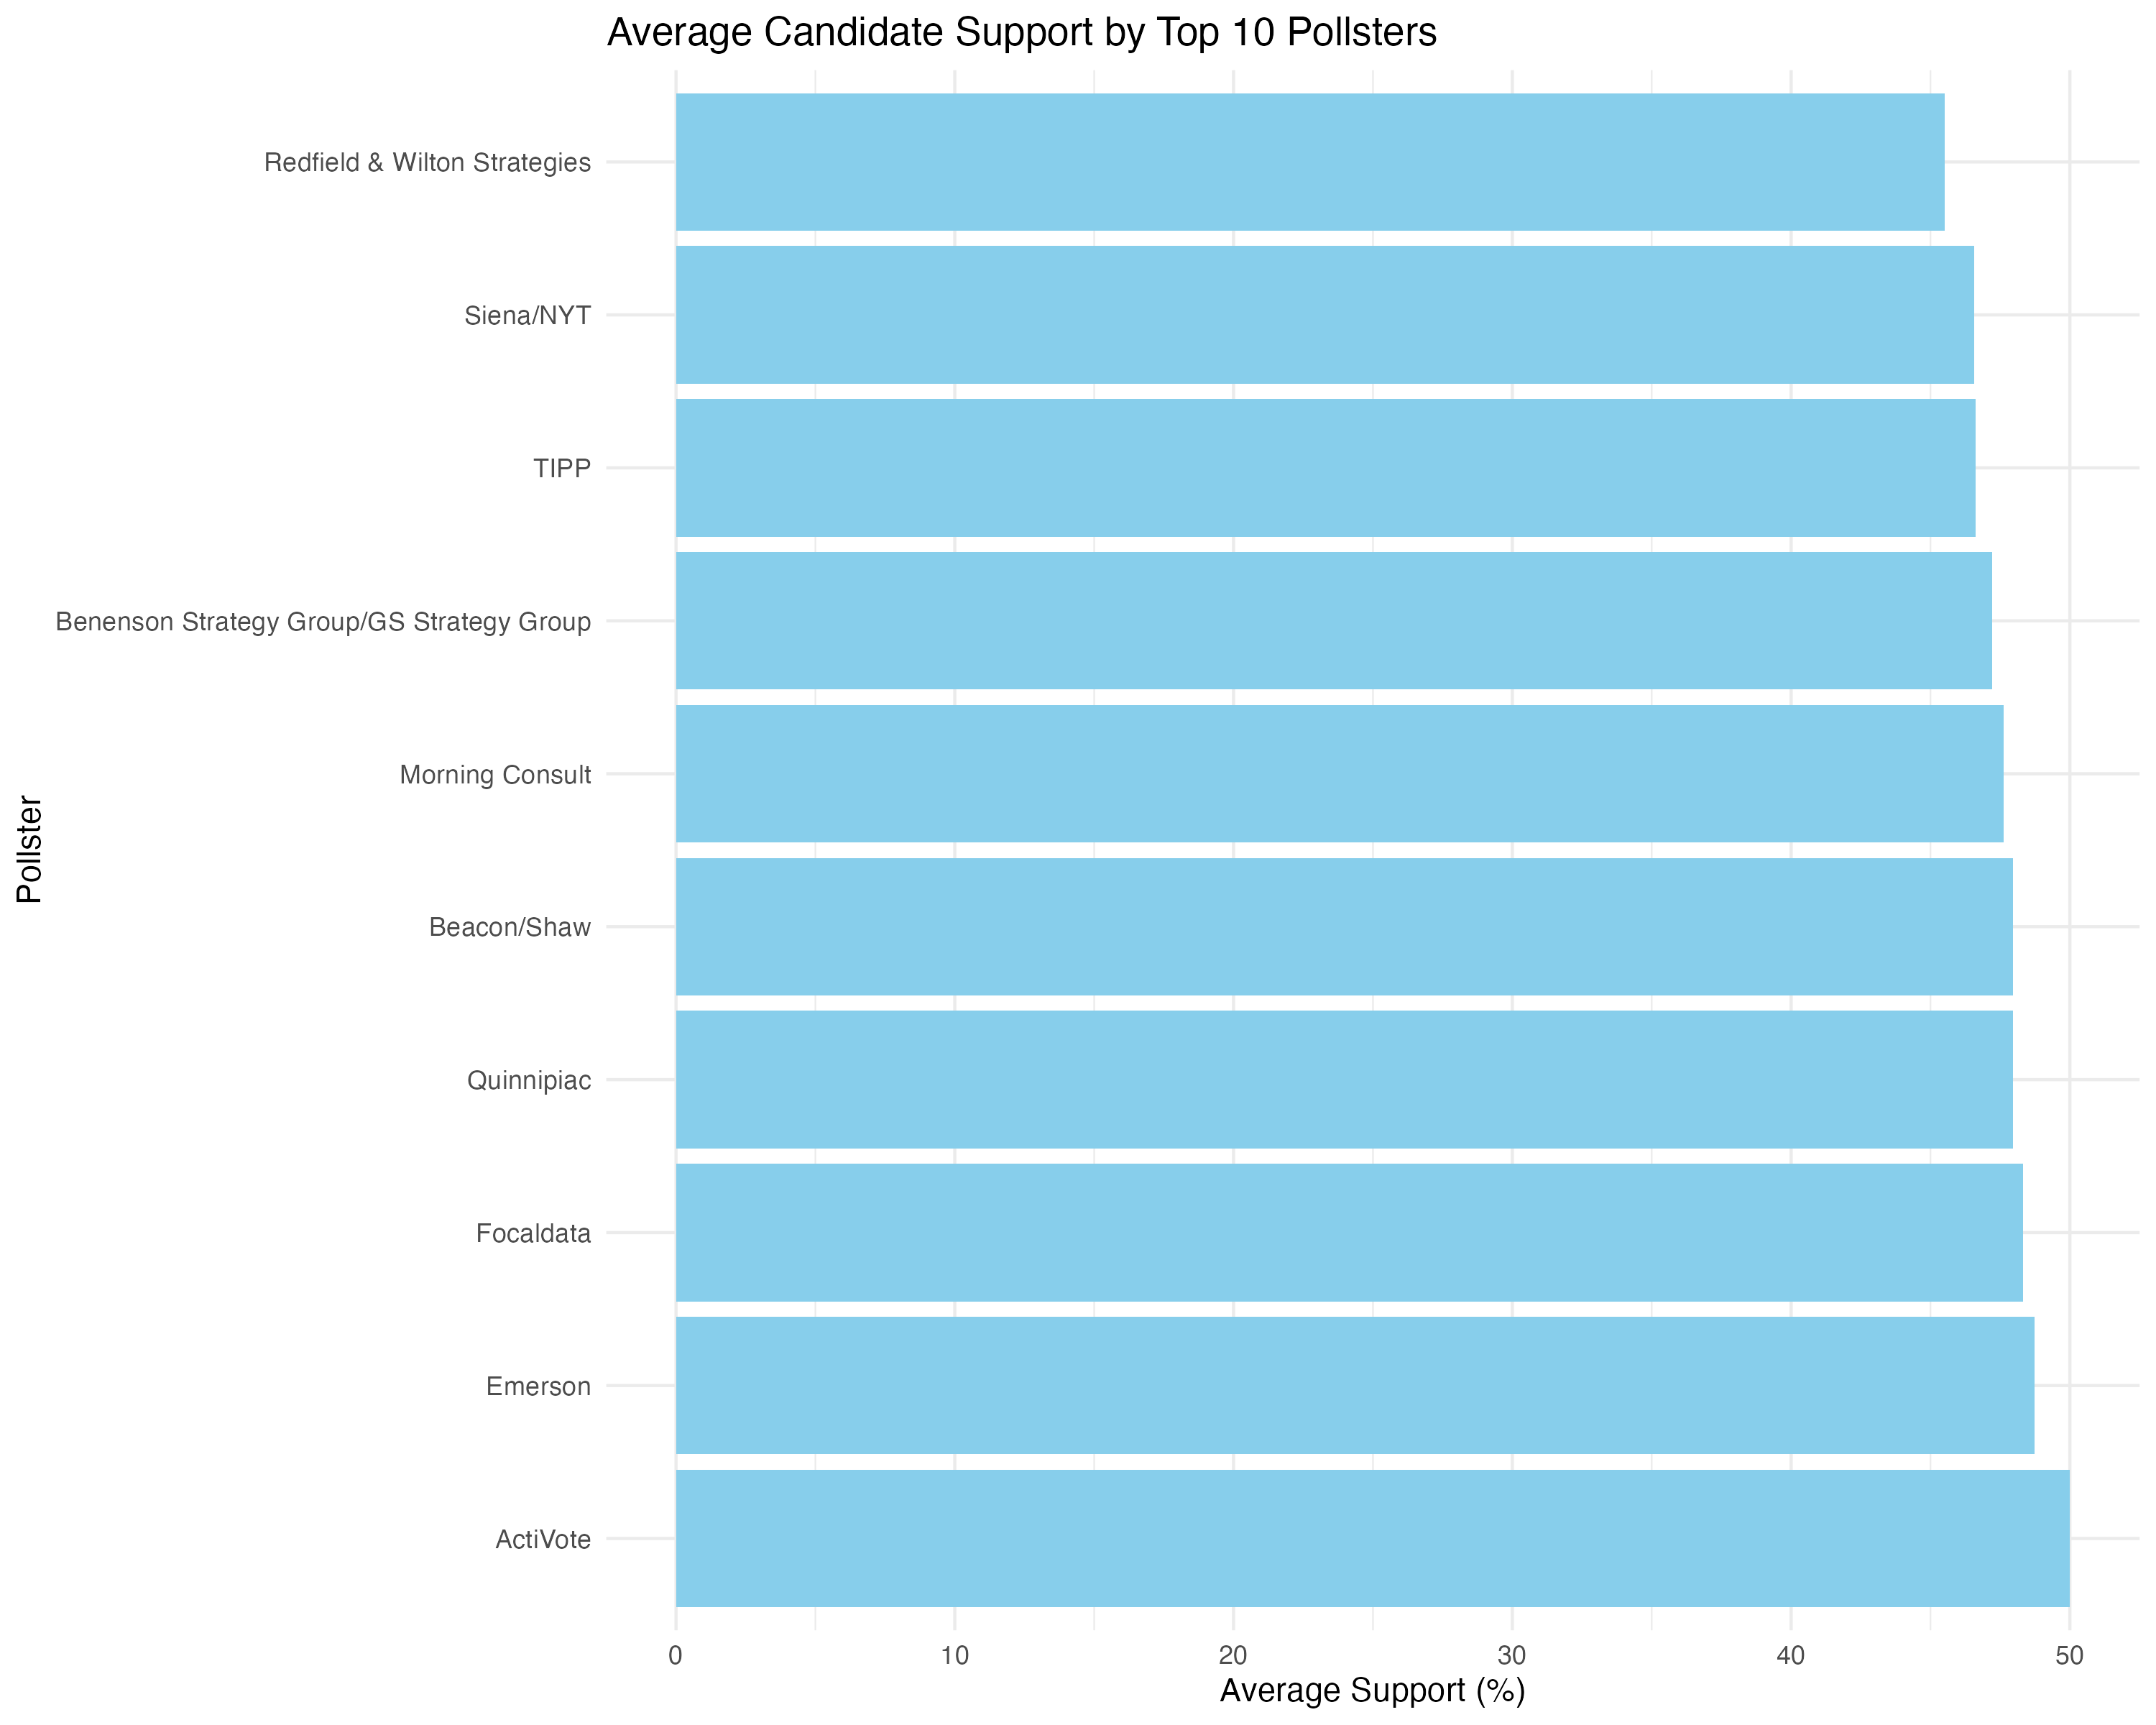 Average Candidate Support by Top 10 Pollsters
Pollster
Redfield & Wilton Strategies
Siena/NYT
TIPP
Benenson Strategy Group/GS Strategy Group
Morning Consult
Beacon/Shaw
Quinnipiac
Focaldata
Emerson
ActiVote
0 10 20 30 40 50
Average Support (%)